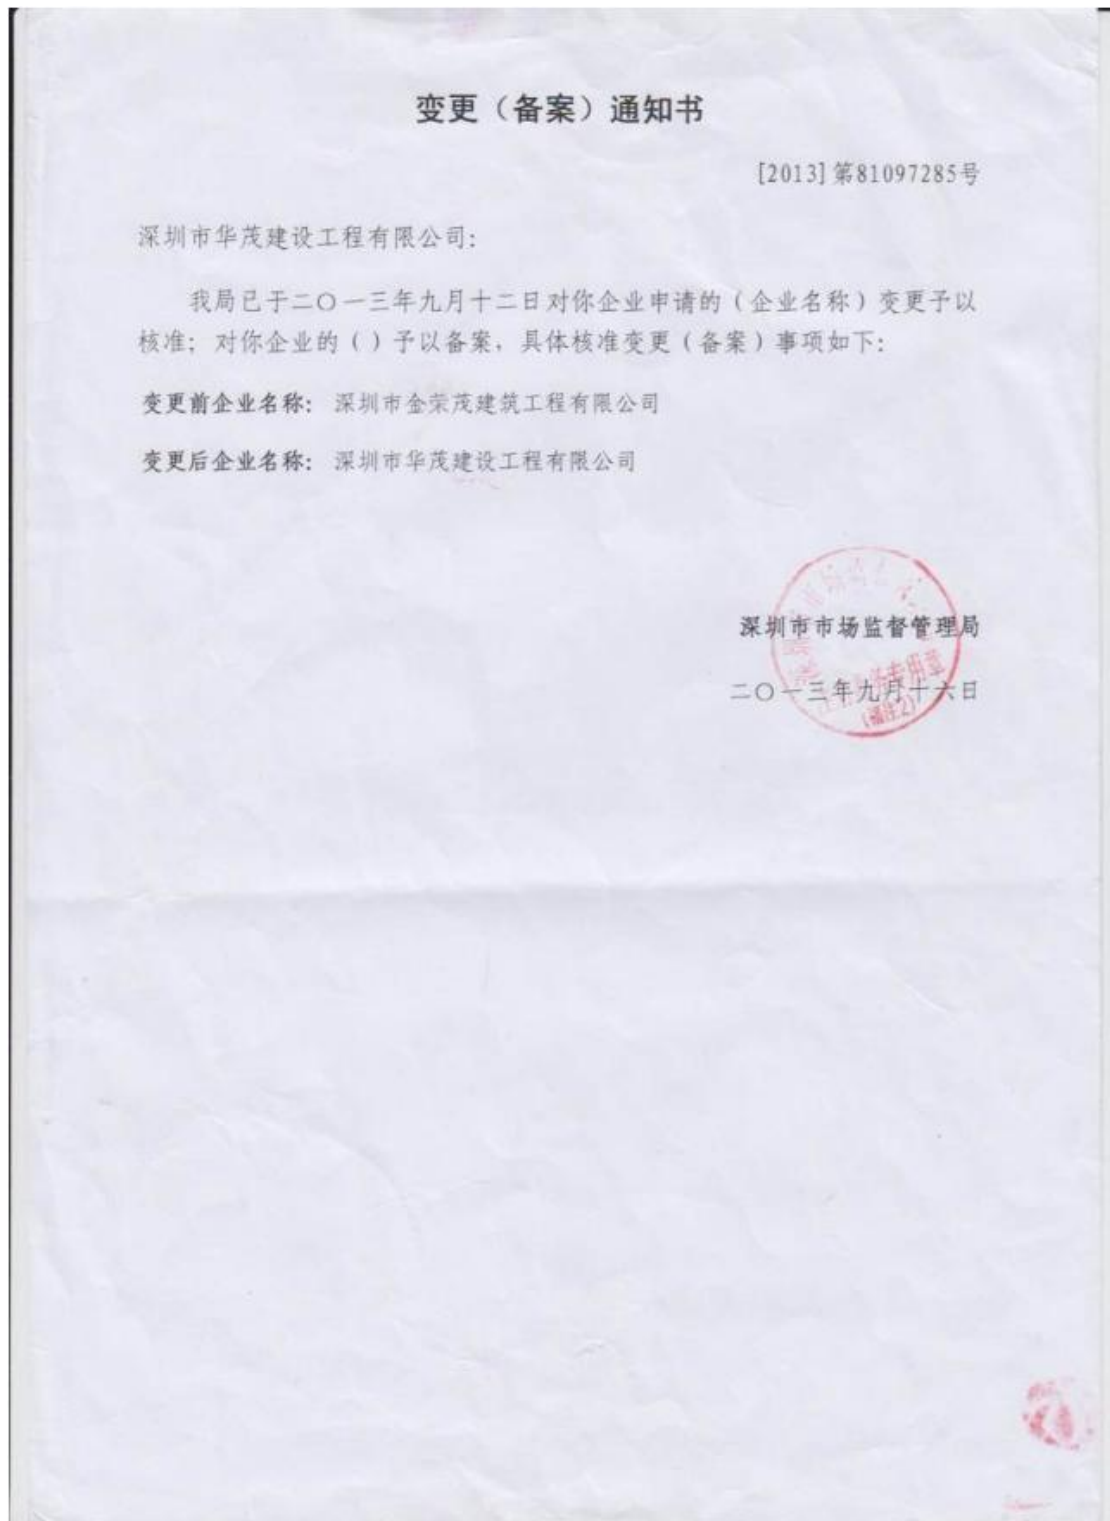 变更（备案）通知书
[2013]第81097285号
深圳市华茂建设工程有限公司：
我局已于二〇一三年九月十二日对你企业申请的（企业名称）变更予以
核准；对你企业的（ ）予以备案，具体核准变更（备案）事项如下：
变更前企业名称： 深圳市金荣茂建筑工程有限公司
变更后企业名称： 深圳市华茂建设工程有限公司
深圳市市场监督管理局
二〇一三年九月十六日
专用章